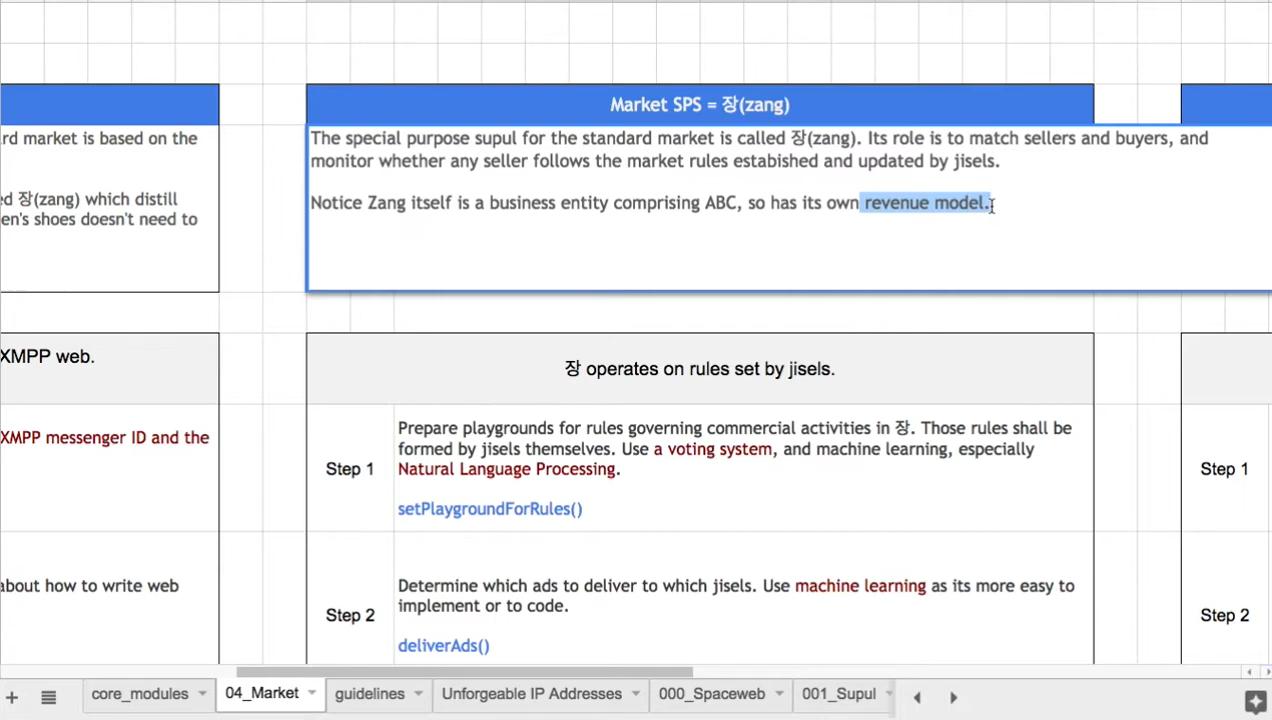 Market SPS = 장(zang)
rd market is based on the
ed 장(zang) which distill
en's shoes doesn't need to
The special purpose supul for the standard market is called 장(zang). Its role is to match sellers and buyers, and
monitor whether any seller follows the market rules estabished and updated by jisels.
Notice Zang itself is a business entity comprising ABC, so has its own revenue model.
XMPP web.
장 operates on rules set by jisels.
XMPP messenger ID and the
Step 1
Prepare playgrounds for rules governing commercial activities in 장. Those rules shall be
formed by jisels themselves. Use a voting system, and machine learning, especially
Natural Language Processing.
setPlaygroundForRules()
Step 1
about how to write web
Step 2
Determine which ads to deliver to which jisels. Use machine learning as its more easy to
implement or to code.
deliverAds()
Step 2
core_modules
04_Market
guidelines
Unforgeable IP Addresses
000_Spaceweb
001_Supul